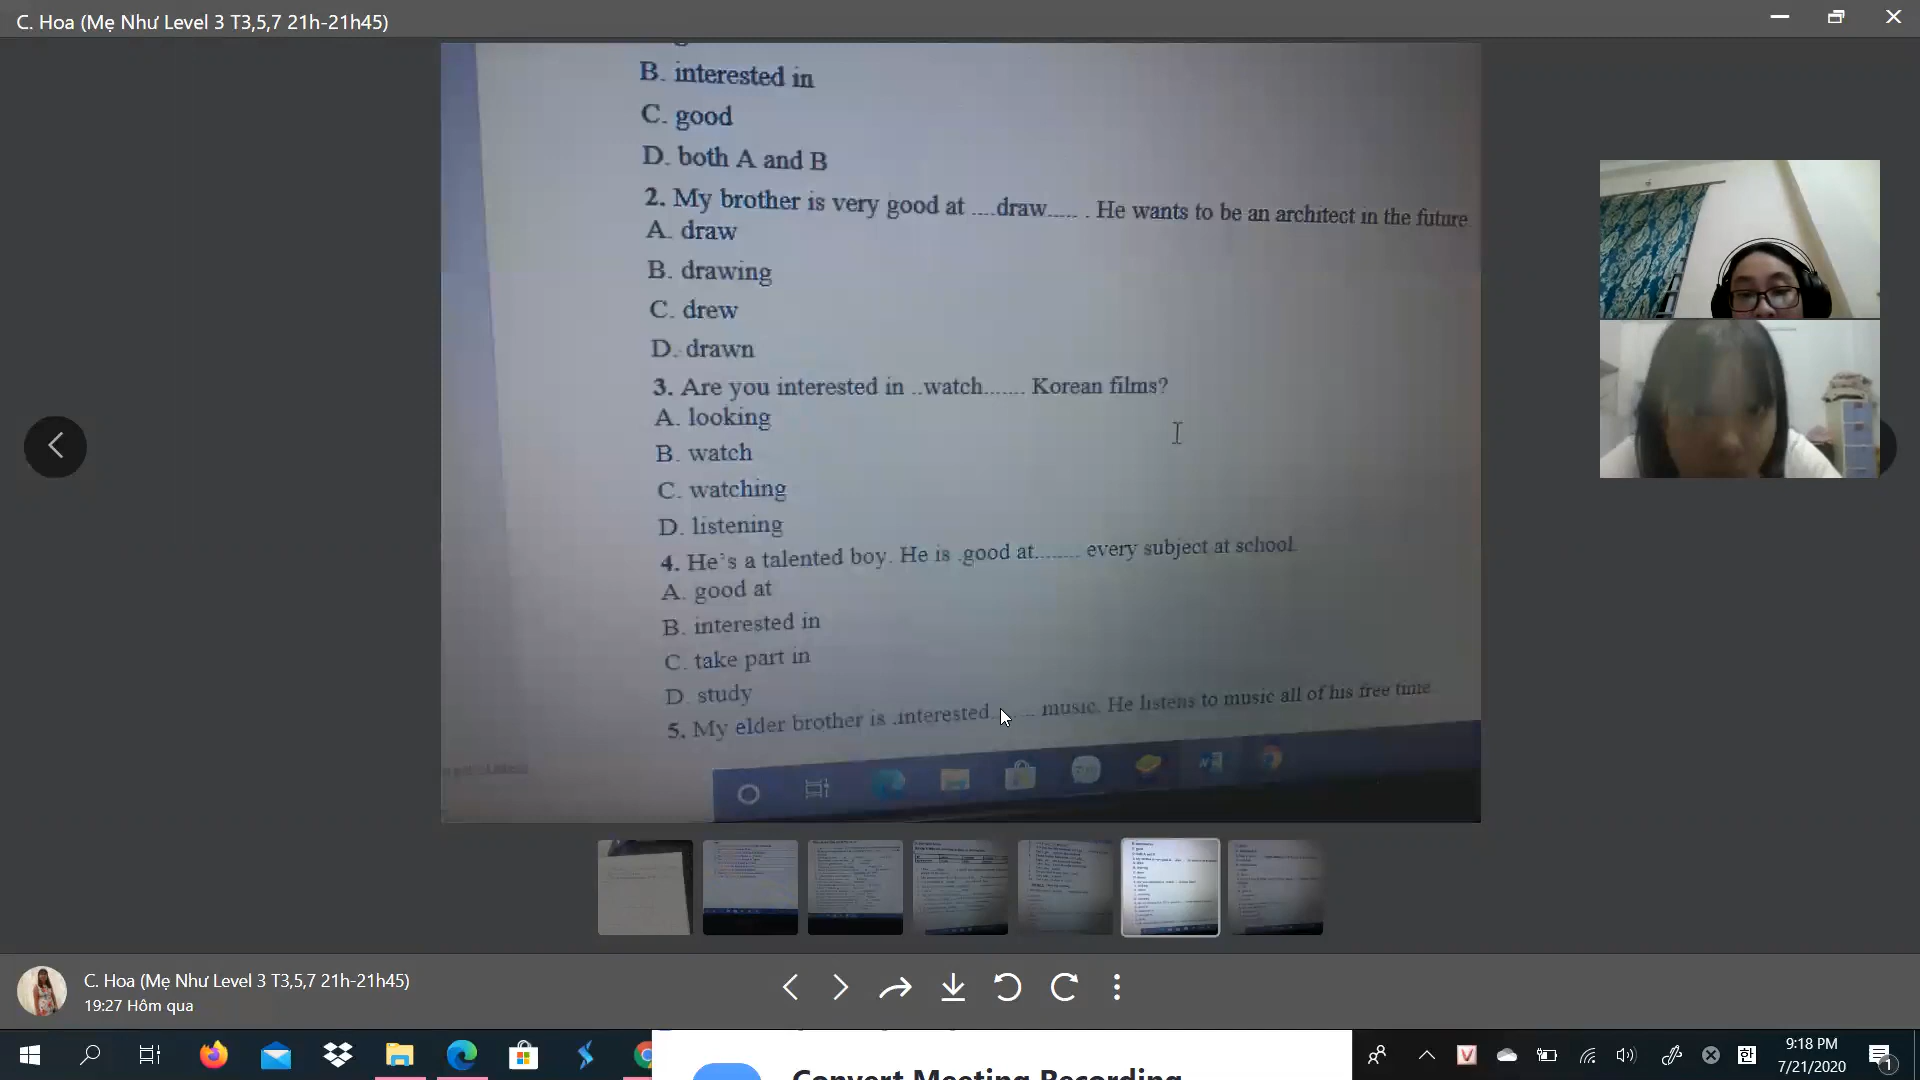 C. Hoa (Mẹ Như Level 3 T3,5,7 21h-21h45)
B. interested in
C. good
D. both A and B
2. My brother is very good at ....draw..... . He wants to be an architect in the future
A. draw
B. drawing
C. drew
D. drawn
3. Are you interested in ..watch....... Korean films?
A. looking
B. watch
C. watching
D. listening
4. He's a talented boy. He is .good at........ every subject at school.
A. good at
B. interested in
C. take part in
D. study
5. My elder brother is .interested....... music. He listens to music all of his free time.
C. Hoa (Mẹ Như Level 3 T3,5,7 21h-21h45)
19:27 Hôm qua
9:18 PM
한
7/21/2020
1
Convert Meeting Recording